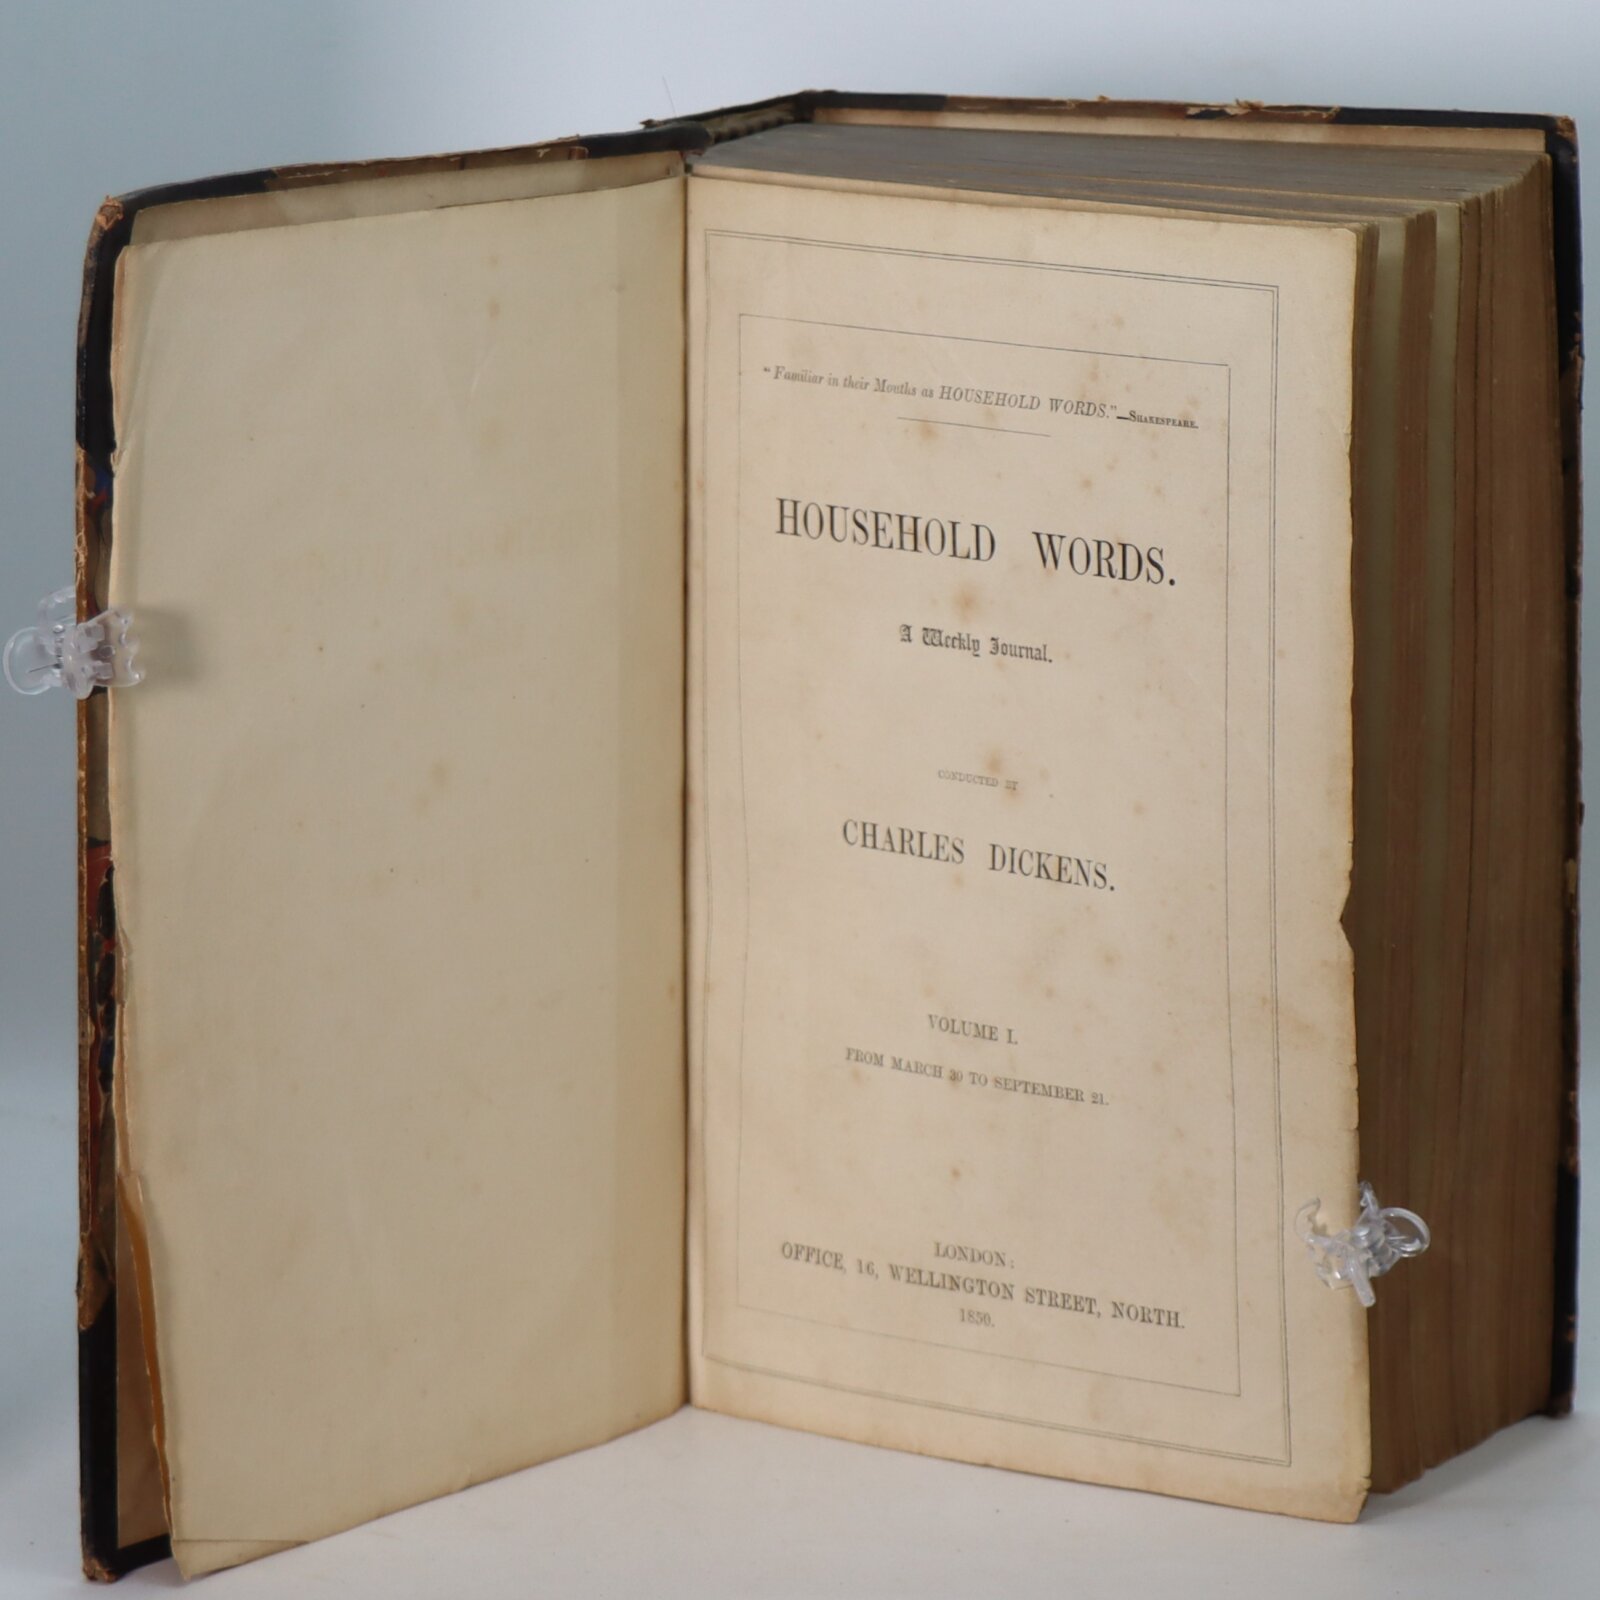 "Familiar in their Mouths as HOUSEHOLD WORDS."—SHAKESPEARE.
HOUSEHOLD WORDS.
A Weekly Journal.
CONDUCTED BY
CHARLES DICKENS.
VOLUME I.
FROM MARCH 30 TO SEPTEMBER 21.
LONDON:
OFFICE, 16, WELLINGTON STREET, NORTH.
1850.